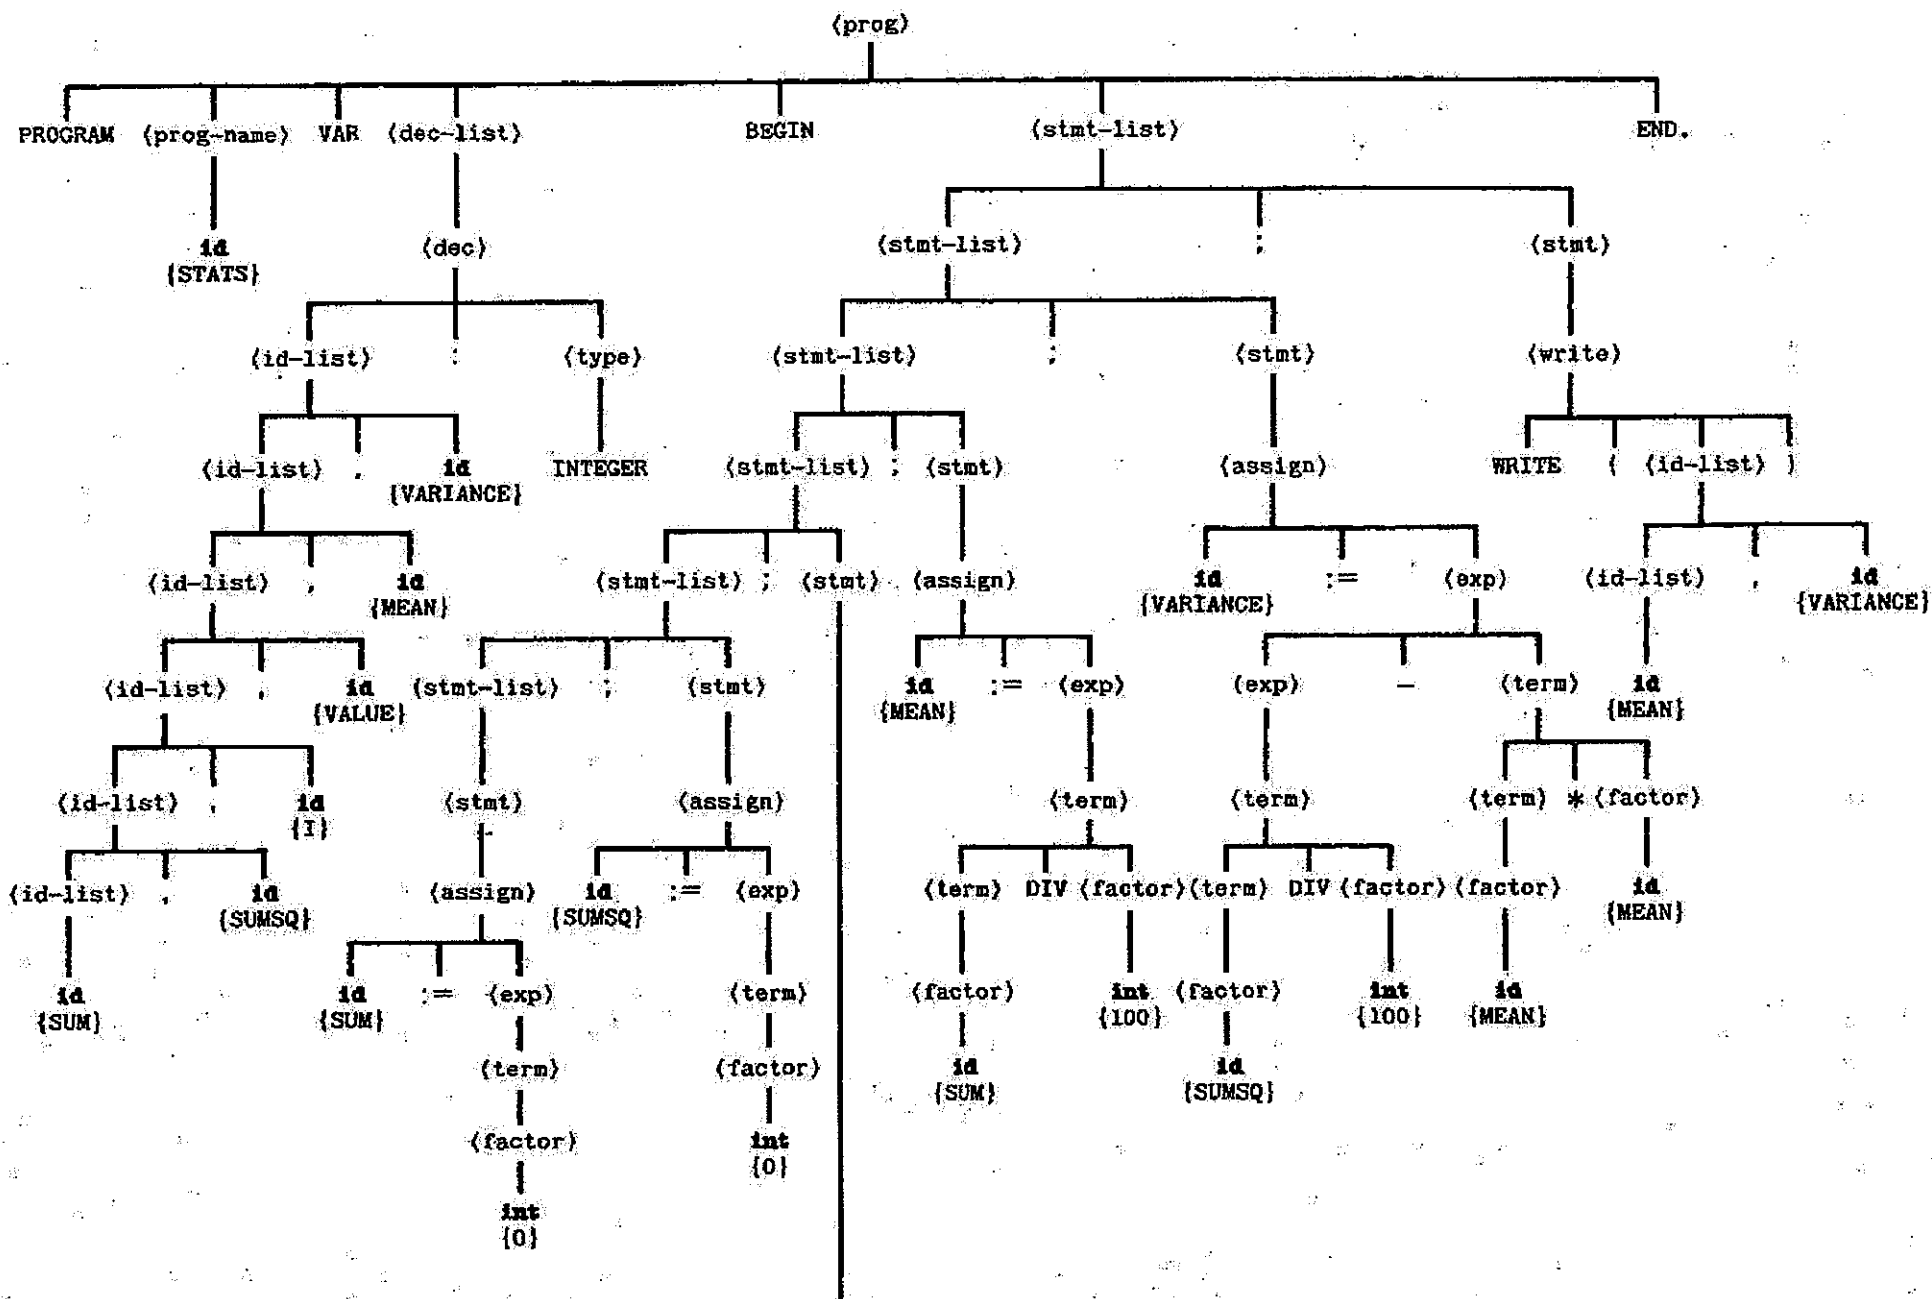 ⟨prog⟩
PROGRAM ⟨prog-name⟩ VAR ⟨dec-list⟩ BEGIN ⟨stmt-list⟩ END.
id ⟨dec⟩ ⟨stmt-list⟩ ; ⟨stmt⟩
{STATS}
⟨id-list⟩ : ⟨type⟩ ⟨stmt-list⟩ ; ⟨stmt⟩ ⟨write⟩
⟨id-list⟩ , id INTEGER ⟨stmt-list⟩ ; ⟨stmt⟩ ⟨assign⟩ WRITE ( ⟨id-list⟩ )
{VARIANCE}
⟨id-list⟩ , id ⟨stmt-list⟩ ; ⟨stmt⟩ ⟨assign⟩ id := ⟨exp⟩ ⟨id-list⟩ , id
{MEAN} {VARIANCE} {VARIANCE}
⟨id-list⟩ , id ⟨stmt-list⟩ ; ⟨stmt⟩ id := ⟨exp⟩ ⟨exp⟩ – ⟨term⟩ id
{VALUE} {MEAN} {MEAN}
⟨id-list⟩ , id ⟨stmt⟩ ⟨assign⟩ ⟨term⟩ ⟨term⟩ ⟨term⟩ * ⟨factor⟩
{I}
⟨id-list⟩ , id ⟨assign⟩ id := ⟨exp⟩ ⟨term⟩ DIV ⟨factor⟩ ⟨term⟩ DIV ⟨factor⟩ ⟨factor⟩ id
{SUMSQ} {SUMSQ} {MEAN}
id id := ⟨exp⟩ ⟨term⟩ ⟨factor⟩ int ⟨factor⟩ int id
{SUM} {SUM} {100} {100} {MEAN}
⟨term⟩ ⟨factor⟩ id id
{SUM} {SUMSQ}
⟨factor⟩ int
{0}
int
{0}